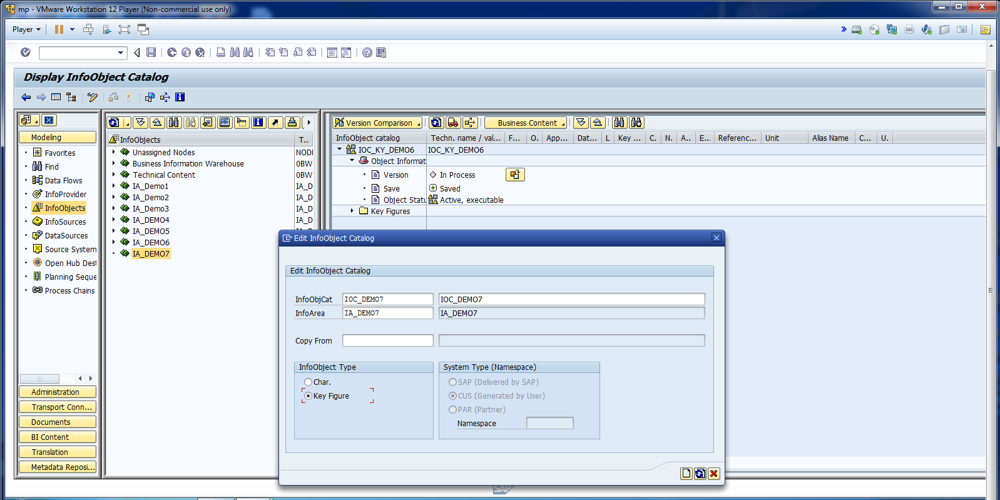 mp - VMware Workstation 12 Player (Non-commercial use only)
Player
Display InfoObject Catalog
Modeling
Favorites
Find
Data Flows
InfoProvider
InfoObjects
InfoSources
DataSources
Source System
Open Hub Dest
Planning Seque
Process Chains
Administration
Transport Conn...
Documents
BI Content
Translation
Metadata Reposi...
InfoObjects T..
Unassigned Nodes NODI
Business Information Warehouse 0BW
Technical Content 0BW
IA_Demo1 IA_D
IA_Demo2 IA_D
IA_Demo3 IA_D
IA_DEMO4 IA_D
IA_DEMO5 IA_D
IA_DEMO6
IA_DEMO7
Version Comparison Business Content
InfoObject catalog Techn. name / val... F... O. App... Dat... L Key ... C. N. A.. E... Referenc... Unit Alias Name C... U.
IOC_KY_DEMO6 IOC_KY_DEMO6
Object Informat
Version In Process
Save Saved
Object Statu Active, executable
Key Figures
Edit InfoObject Catalog
Edit InfoObject Catalog
InfoObjCat IOC_DEMO7 IOC_DEMO7
InfoArea IA_DEMO7 IA_DEMO7
Copy From
InfoObject Type
Char.
Key Figure
System Type (Namespace)
SAP (Delivered by SAP)
CUS (Generated by User)
PAR (Partner)
Namespace
SAP